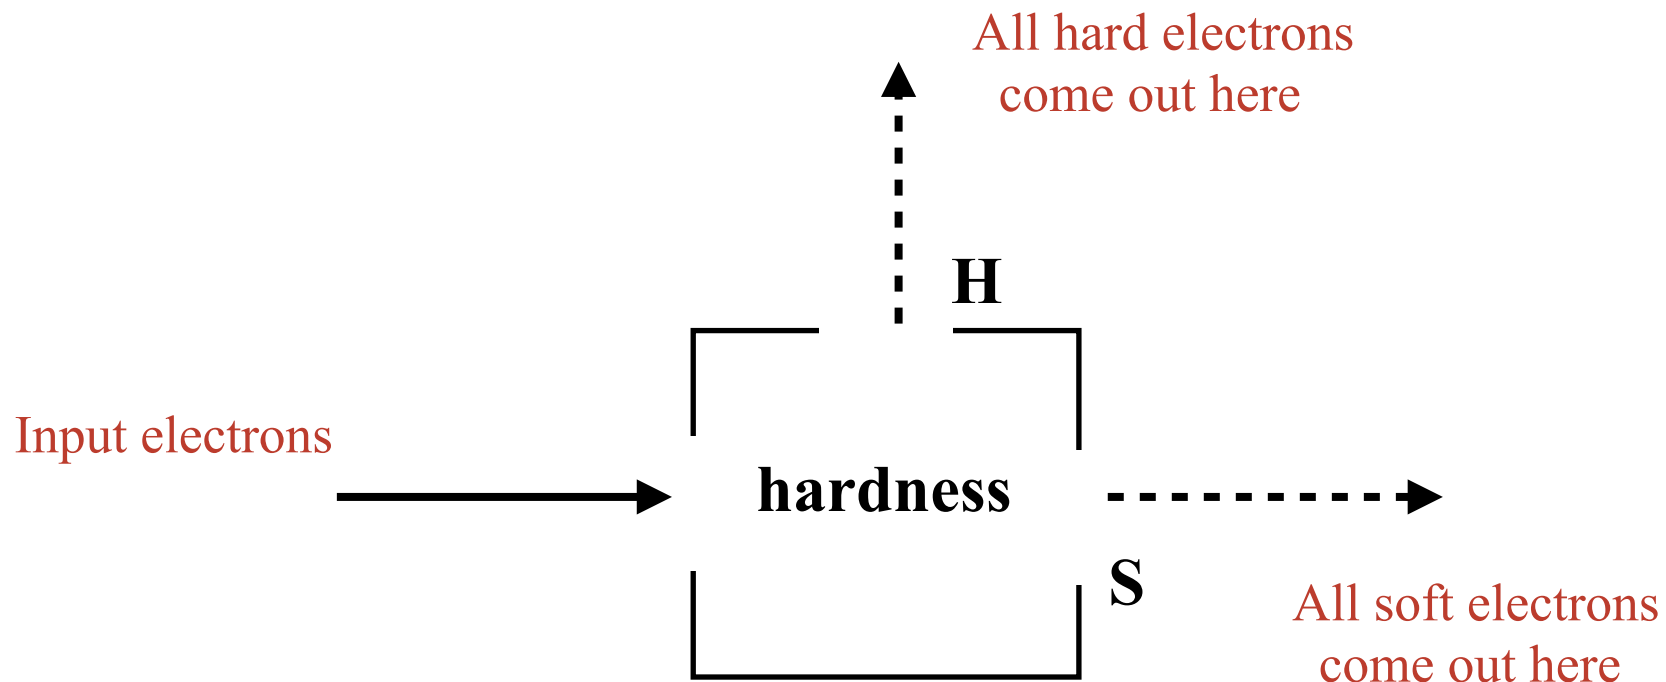 All hard electrons
come out here
H
Input electrons
hardness
S
All soft electrons
come out here